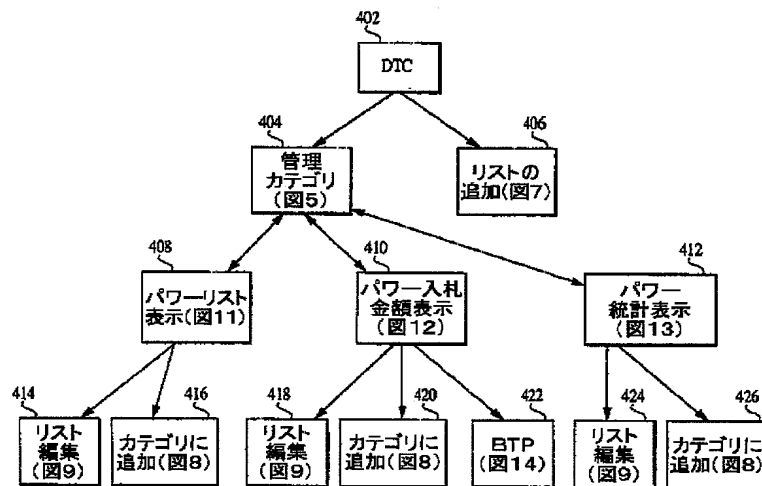 402
DTC
404
管理
カテゴリ
(図5)
406
リストの
追加(図7)
408
パワーリスト
表示(図11)
410
パワー入札
金額表示
(図12)
412
パワー
統計表示
(図13)
414
リスト
編集
(図9)
416
カテゴリに
追加(図8)
418
リスト
編集
(図9)
420
カテゴリに
追加(図8)
422
BTP
(図14)
424
リスト
編集
(図9)
426
カテゴリに
追加(図8)